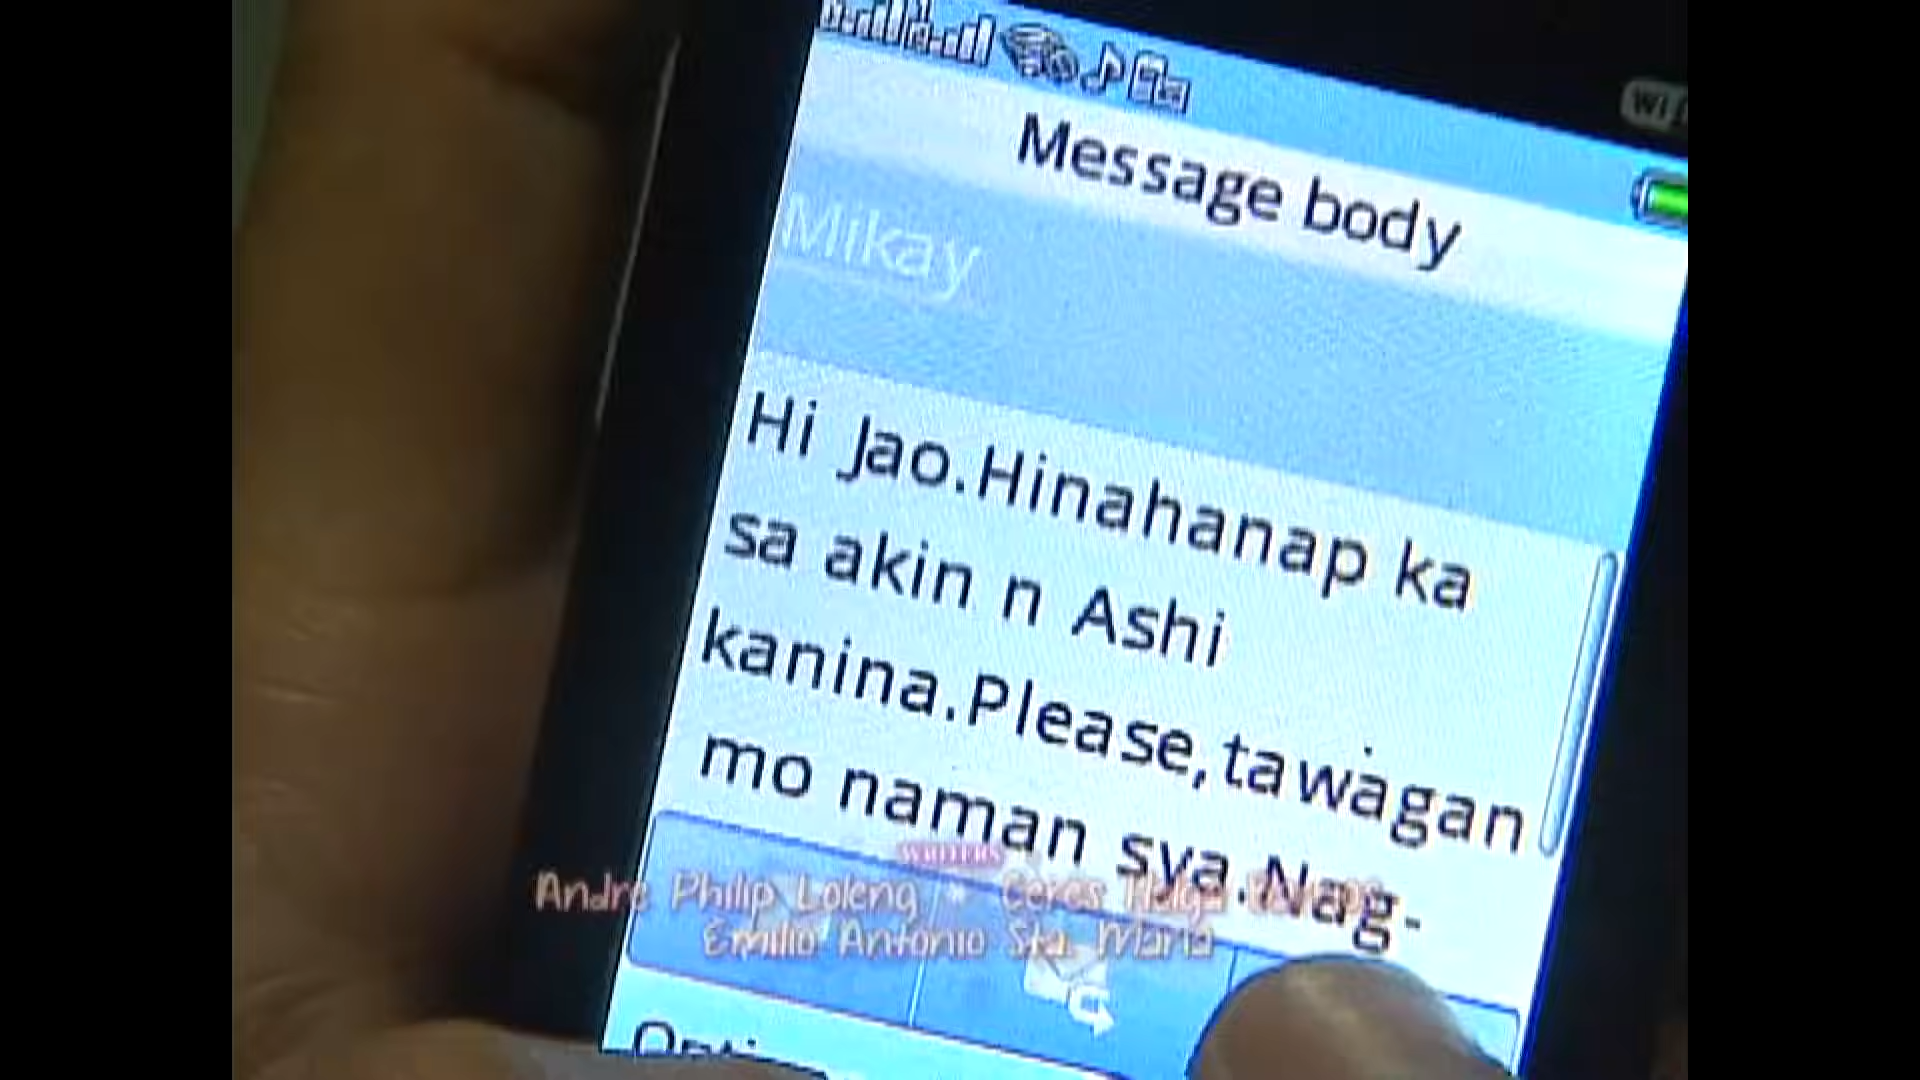 Message body
Mikay
Hi Jao.Hinahanap ka
sa akin n Ashi
kanina.Please,tawagan
mo naman sya.Nag-
WRITERS
Andre Philip Loleng * Ceres
Emilio Antonio Sta. Maria